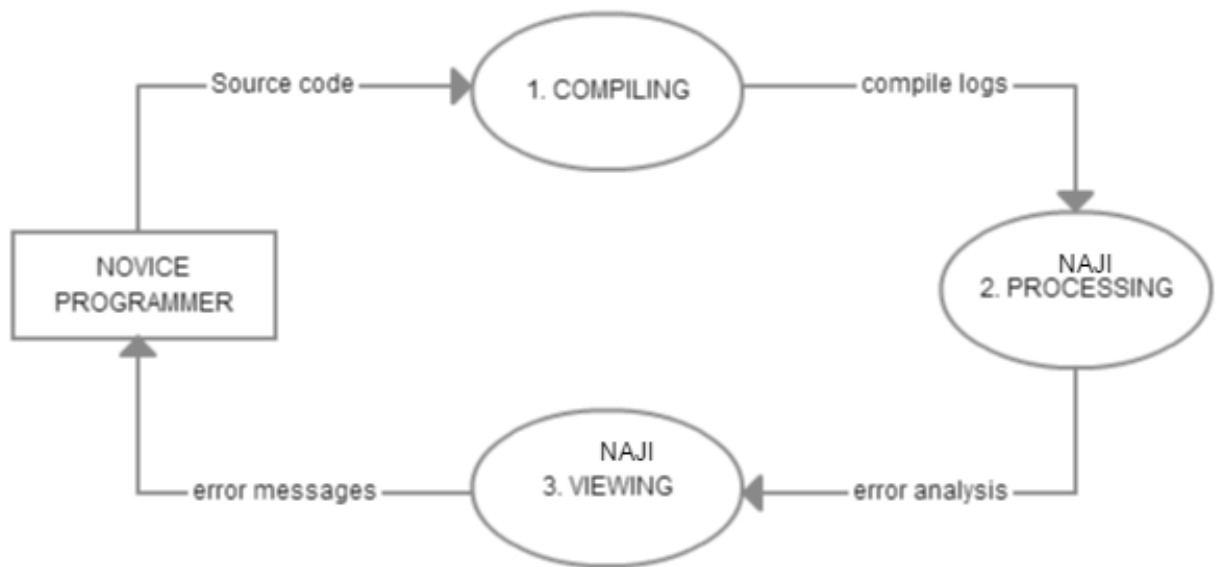 Source code
1. COMPILING
compile logs
NOVICE
PROGRAMMER
NAJI
2. PROCESSING
NAJI
3. VIEWING
error messages
error analysis